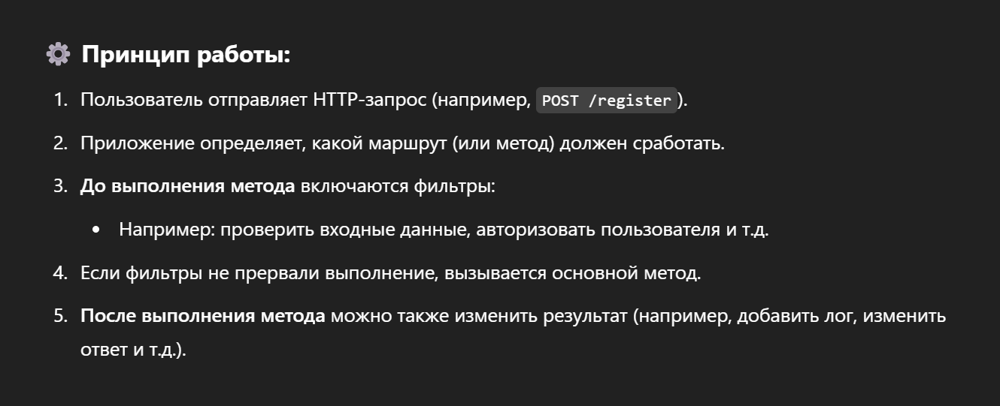 ⚙️ Принцип работы:
1. Пользователь отправляет HTTP-запрос (например, POST /register).
2. Приложение определяет, какой маршрут (или метод) должен сработать.
3. До выполнения метода включаются фильтры:
• Например: проверить входные данные, авторизовать пользователя и т.д.
4. Если фильтры не прервали выполнение, вызывается основной метод.
5. После выполнения метода можно также изменить результат (например, добавить лог, изменить
ответ и т.д.).